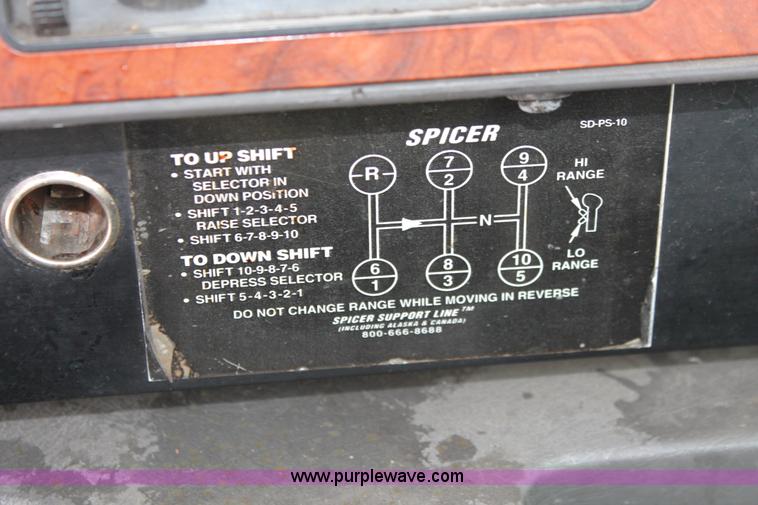 SPICER
SD-PS-10
TO UP SHIFT
• START WITH
SELECTOR IN
DOWN POSITION
• SHIFT 1-2-3-4-5
RAISE SELECTOR
• SHIFT 6-7-8-9-10
TO DOWN SHIFT
• SHIFT 10-9-8-7-6
DEPRESS SELECTOR
• SHIFT 5-4-3-2-1
R
7
2
9
4
N
6
1
8
3
10
5
HI
RANGE
LO
RANGE
DO NOT CHANGE RANGE WHILE MOVING IN REVERSE
SPICER SUPPORT LINE™
(INCLUDING ALASKA & CANADA)
800-666-8688
www.purplewave.com